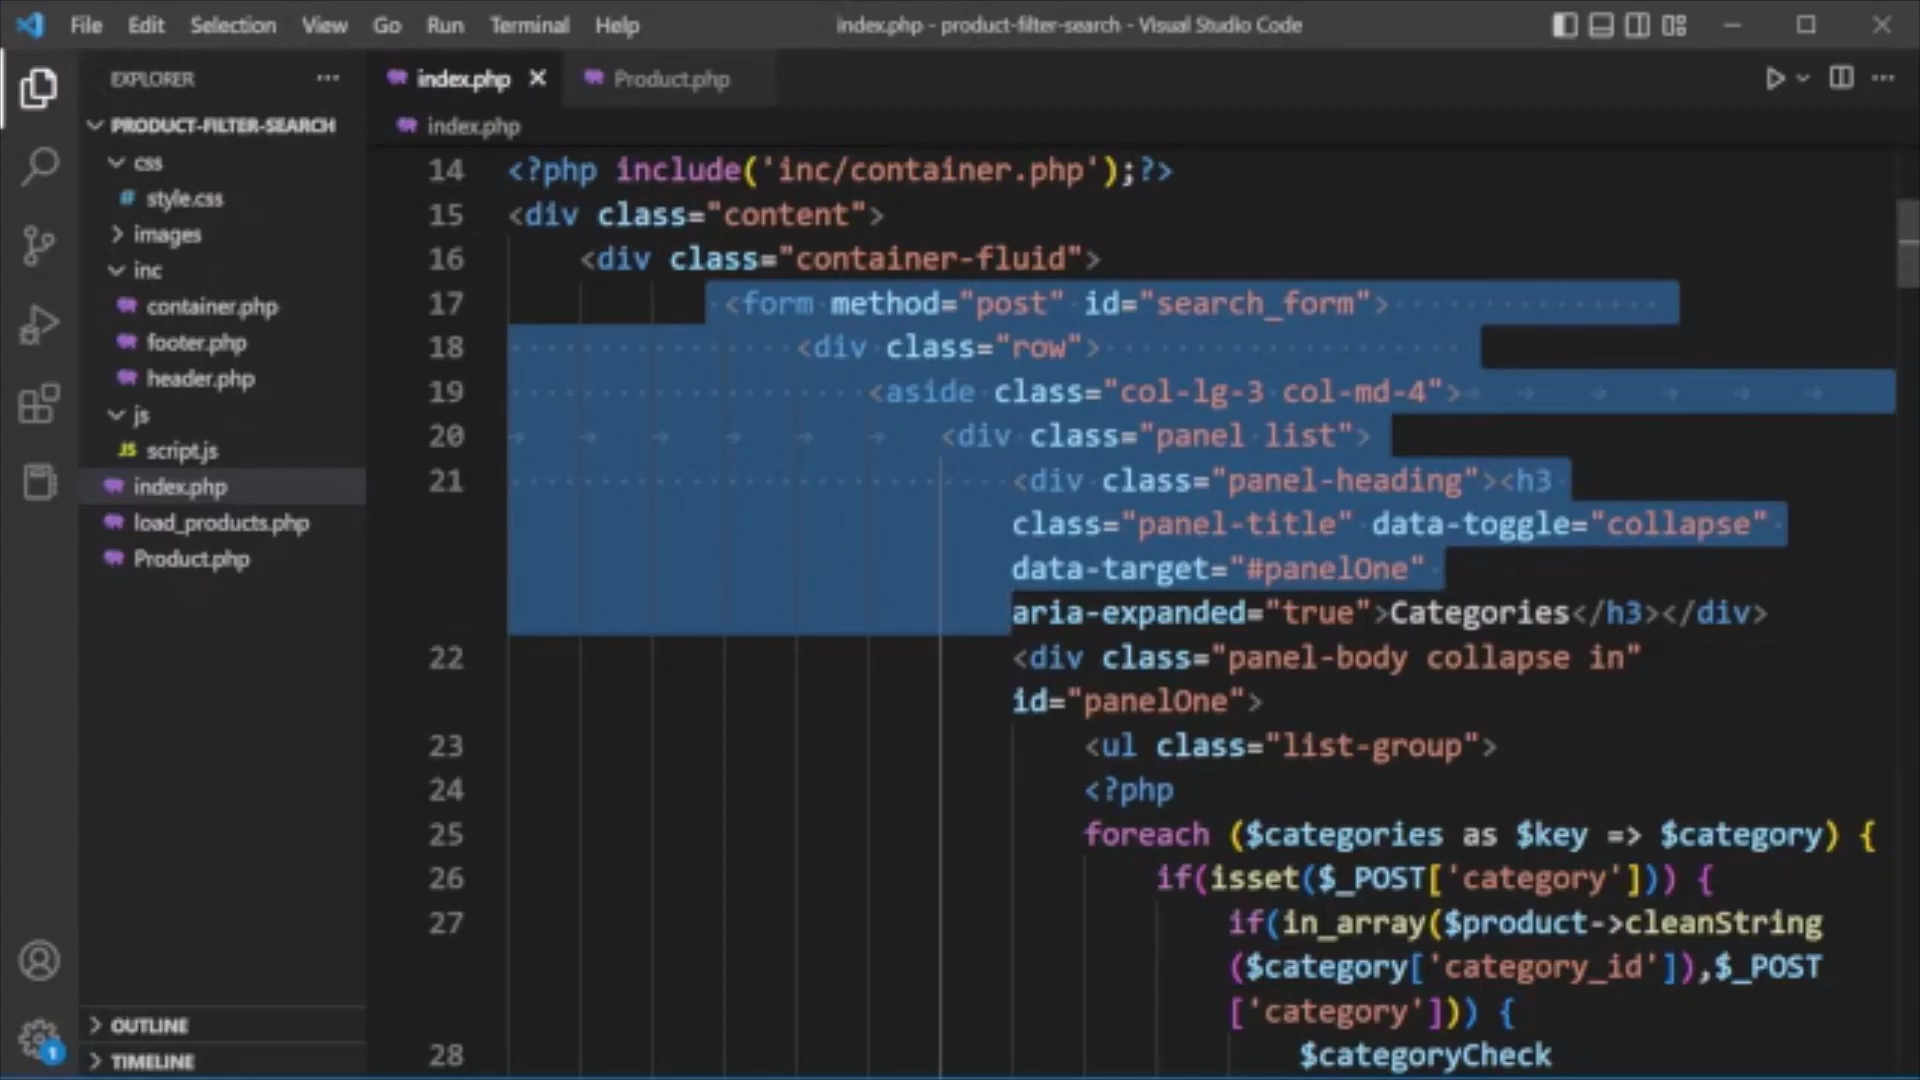 File Edit Selection View Go Run Terminal Help index.php - product-filter-search - Visual Studio Code
EXPLORER
PRODUCT-FILTER-SEARCH
css
style.css
images
inc
container.php
footer.php
header.php
js
JS script.js
index.php
load_products.php
Product.php
OUTLINE
TIMELINE
1
index.php Product.php
index.php
14 <?php include('inc/container.php');?>
15 <div class="content">
16 <div class="container-fluid">
17 <form method="post" id="search_form">
18 <div class="row">
19 <aside class="col-lg-3 col-md-4">
20 <div class="panel list">
21 <div class="panel-heading"><h3
class="panel-title" data-toggle="collapse"
data-target="#panelOne"
aria-expanded="true">Categories</h3></div>
22 <div class="panel-body collapse in"
id="panelOne">
23 <ul class="list-group">
24 <?php
25 foreach ($categories as $key => $category) {
26 if(isset($_POST['category'])) {
27 if(in_array($product->cleanString
($category['category_id']),$_POST
['category'])) {
28 $categoryCheck